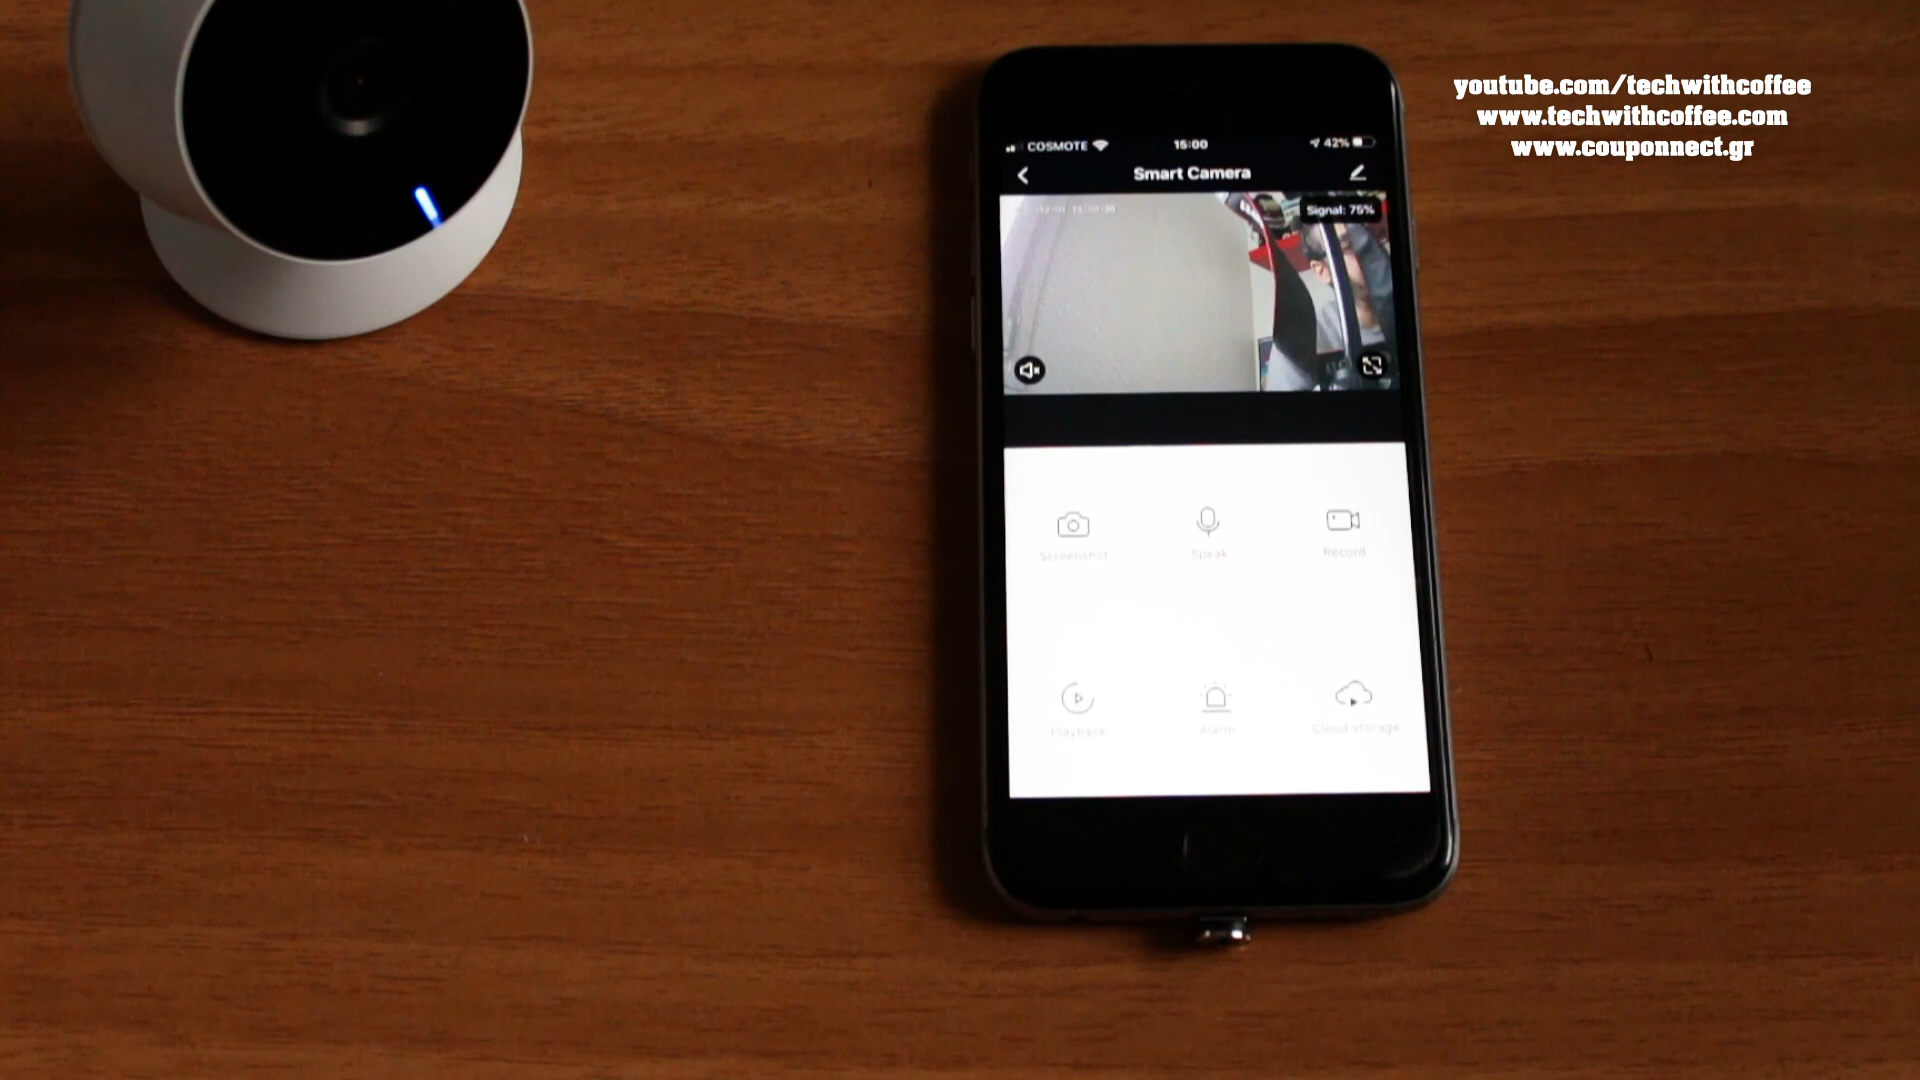 youtube.com/techwithcoffee
www.techwithcoffee.com
www.couponnect.gr
COSMOTE 15:00 42%
Smart Camera
Signal: 75%
Screenshot Speak Record
Playback Alarm Cloud storage